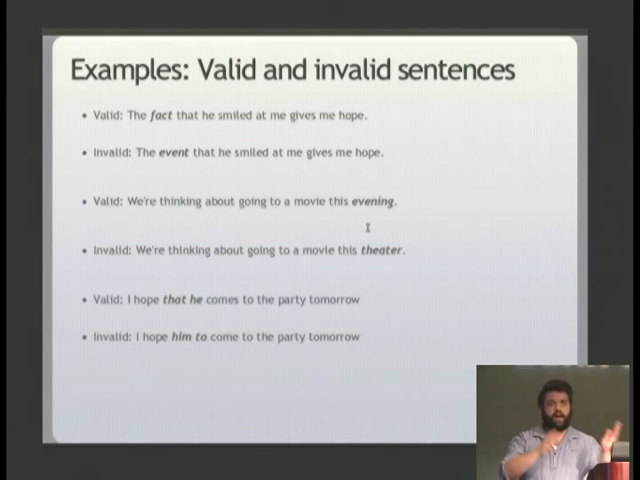 Examples: Valid and invalid sentences
• Valid: The fact that he smiled at me gives me hope.
• Invalid: The event that he smiled at me gives me hope.
• Valid: We're thinking about going to a movie this evening.
• Invalid: We're thinking about going to a movie this theater.
• Valid: I hope that he comes to the party tomorrow
• Invalid: I hope him to come to the party tomorrow